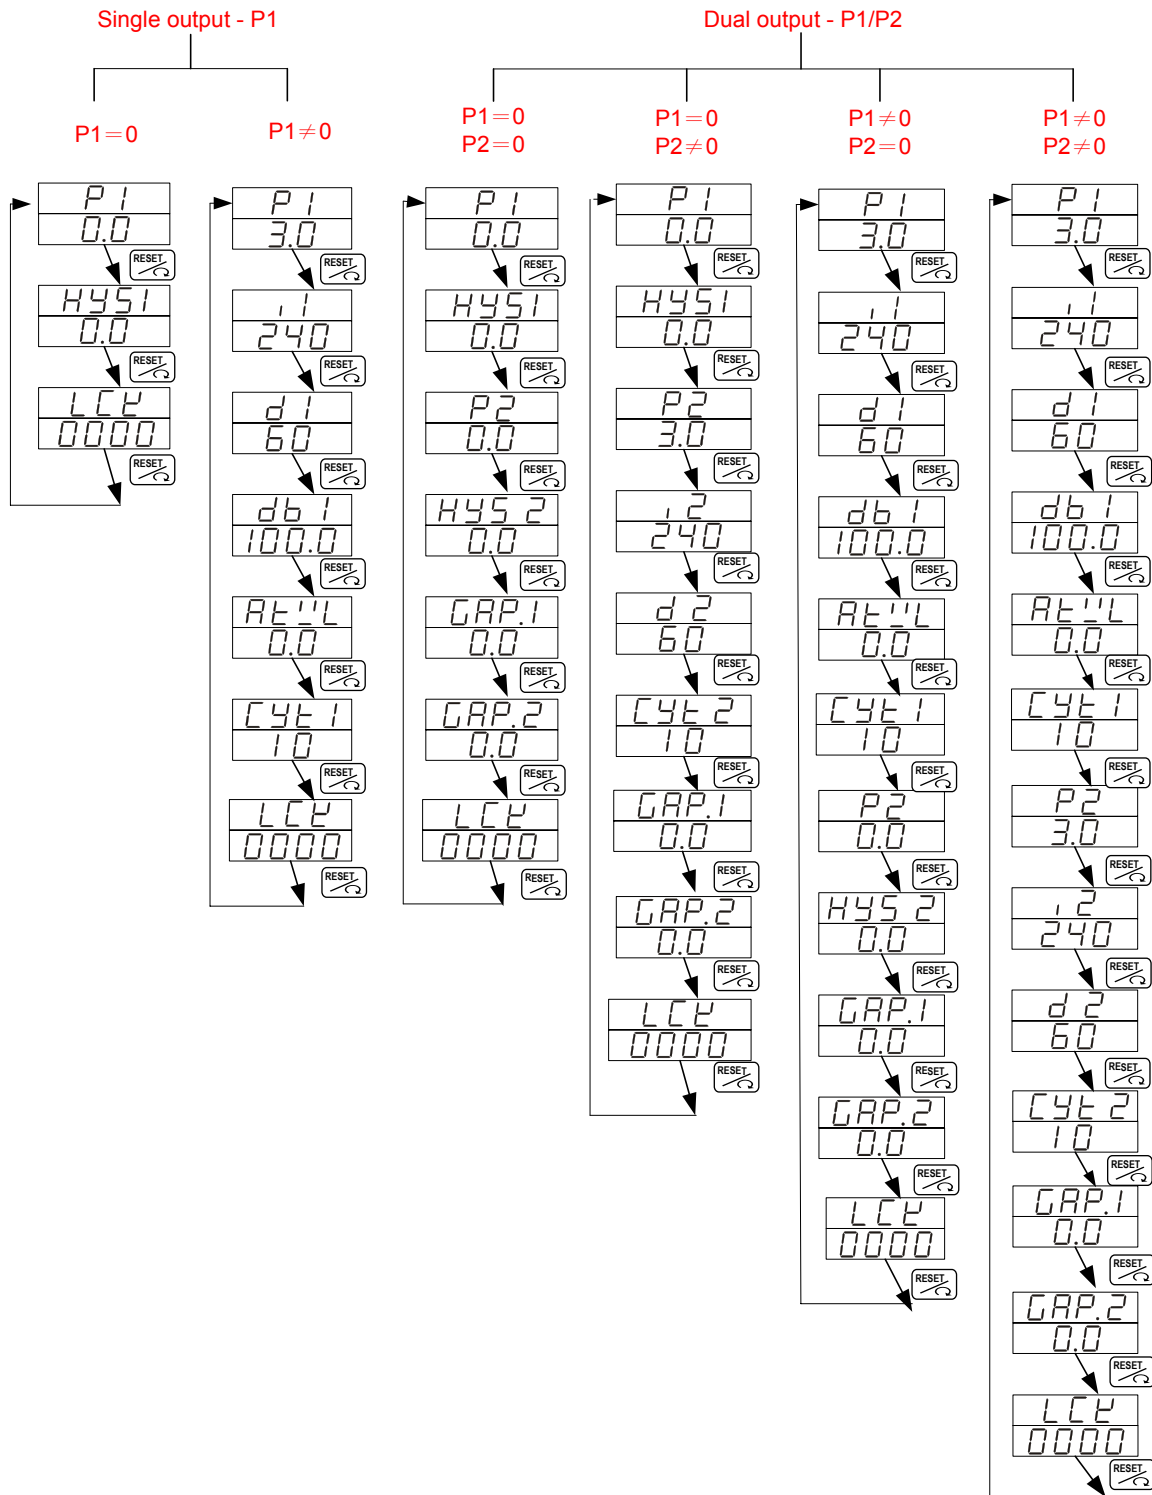 Single output - P1
Dual output - P1/P2
P1=0
P1≠0
P1=0
P2=0
P1=0
P2≠0
P1≠0
P2=0
P1≠0
P2≠0
P1
0.0
RESET
HYS1
0.0
RESET
LCK
0000
RESET
P1
3.0
RESET
i1
240
RESET
d1
60
RESET
db1
100.0
RESET
AtVL
0.0
RESET
CYt1
10
RESET
LCK
0000
RESET
P1
0.0
RESET
HYS1
0.0
RESET
P2
0.0
RESET
HYS2
0.0
RESET
GAP.1
0.0
RESET
GAP.2
0.0
RESET
LCK
0000
RESET
P1
0.0
RESET
HYS1
0.0
RESET
P2
3.0
RESET
i2
240
RESET
d2
60
RESET
CYt2
10
RESET
GAP.1
0.0
RESET
GAP.2
0.0
RESET
LCK
0000
RESET
P1
3.0
RESET
i1
240
RESET
d1
60
RESET
db1
100.0
RESET
AtVL
0.0
RESET
CYt1
10
RESET
P2
0.0
RESET
HYS2
0.0
RESET
GAP.1
0.0
RESET
GAP.2
0.0
RESET
LCK
0000
RESET
P1
3.0
RESET
i1
240
RESET
d1
60
RESET
db1
100.0
RESET
AtVL
0.0
RESET
CYt1
10
RESET
P2
3.0
RESET
i2
240
RESET
d2
60
RESET
CYt2
10
RESET
GAP.1
0.0
RESET
GAP.2
0.0
RESET
LCK
0000
RESET